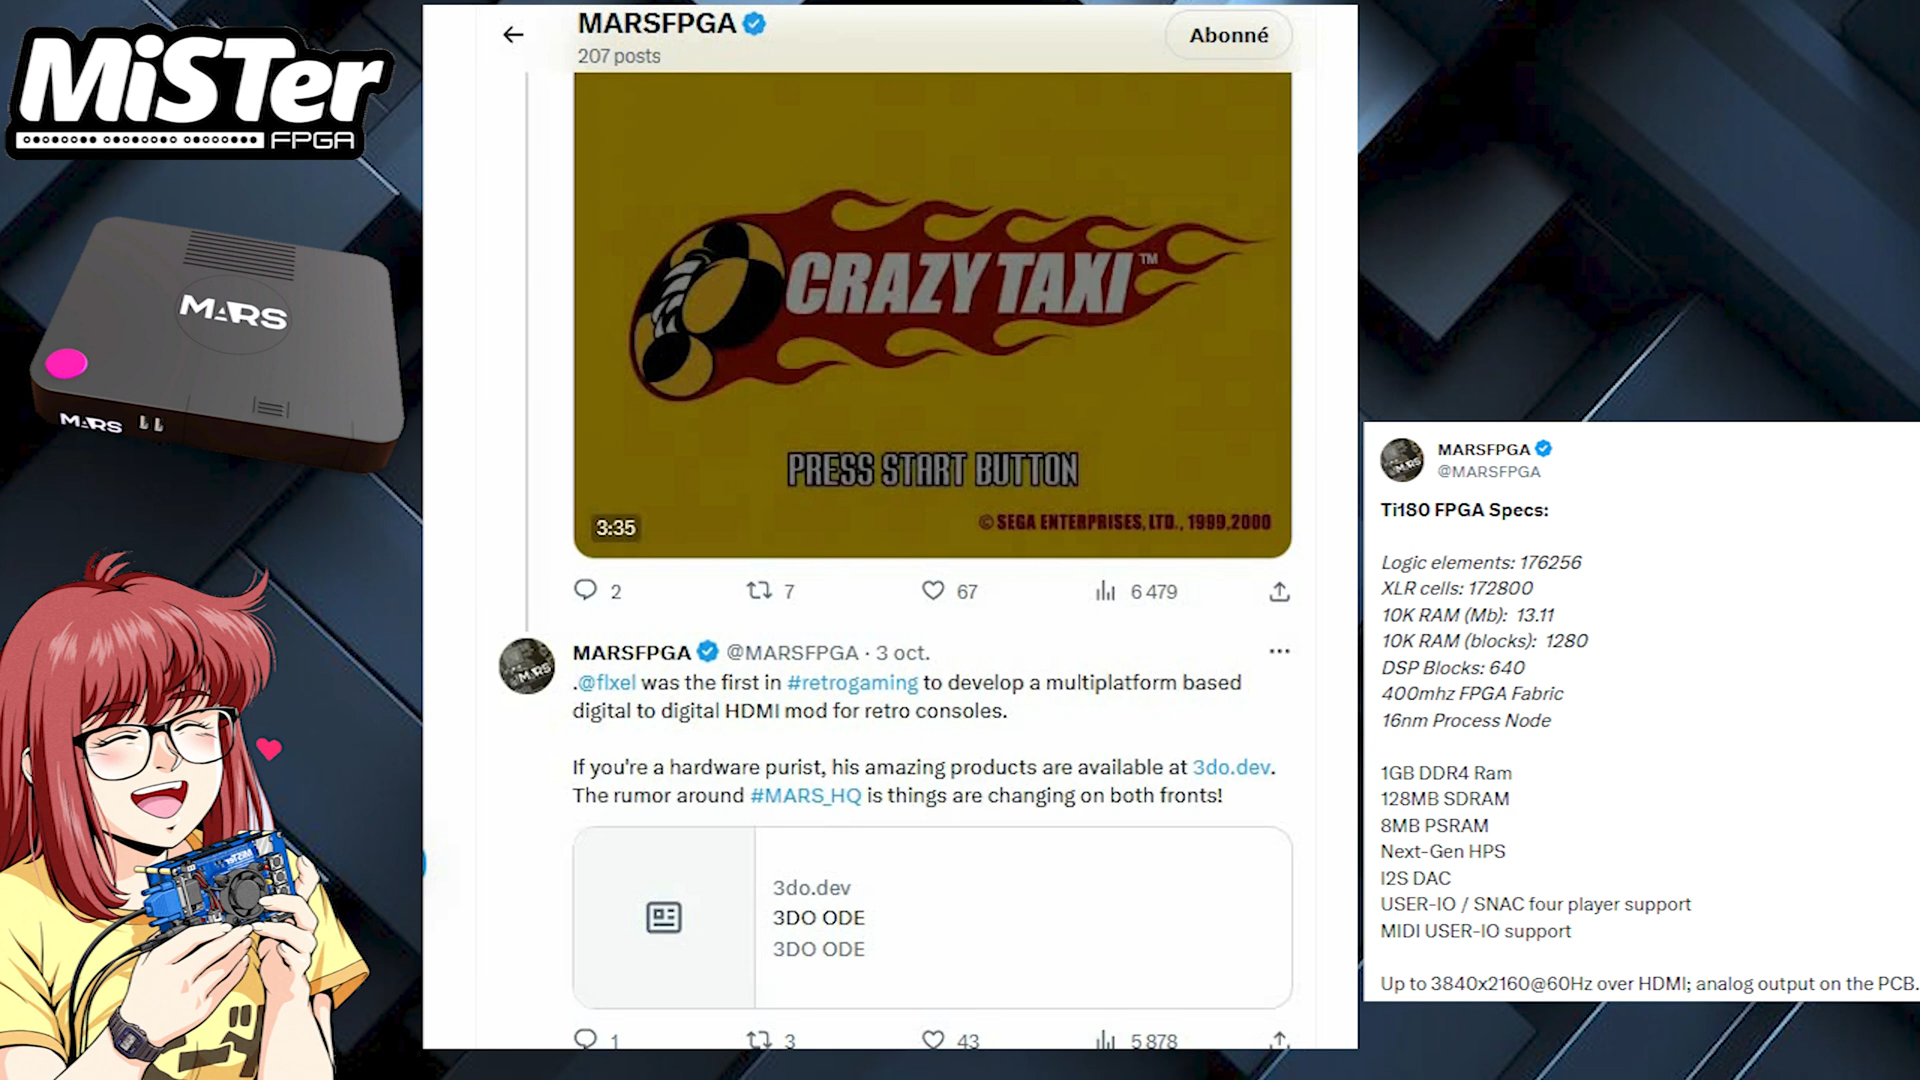 MiSTer
FPGA
MARS
MARS
MARSFPGA
207 posts
Abonné
CRAZY TAXI™
PRESS START BUTTON
3:35
© SEGA ENTERPRISES, LTD., 1999,2000
2
7
67
6 479
MARSFPGA @MARSFPGA · 3 oct.
.@flxel was the first in #retrogaming to develop a multiplatform based
digital to digital HDMI mod for retro consoles.
If you're a hardware purist, his amazing products are available at 3do.dev.
The rumor around #MARS_HQ is things are changing on both fronts!
3do.dev
3DO ODE
3DO ODE
1
3
43
5 878
MARS
MARSFPGA
@MARSFPGA
Ti180 FPGA Specs:
Logic elements: 176256
XLR cells: 172800
10K RAM (Mb): 13.11
10K RAM (blocks): 1280
DSP Blocks: 640
400mhz FPGA Fabric
16nm Process Node
1GB DDR4 Ram
128MB SDRAM
8MB PSRAM
Next-Gen HPS
I2S DAC
USER-IO / SNAC four player support
MIDI USER-IO support
Up to 3840x2160@60Hz over HDMI; analog output on the PCB.